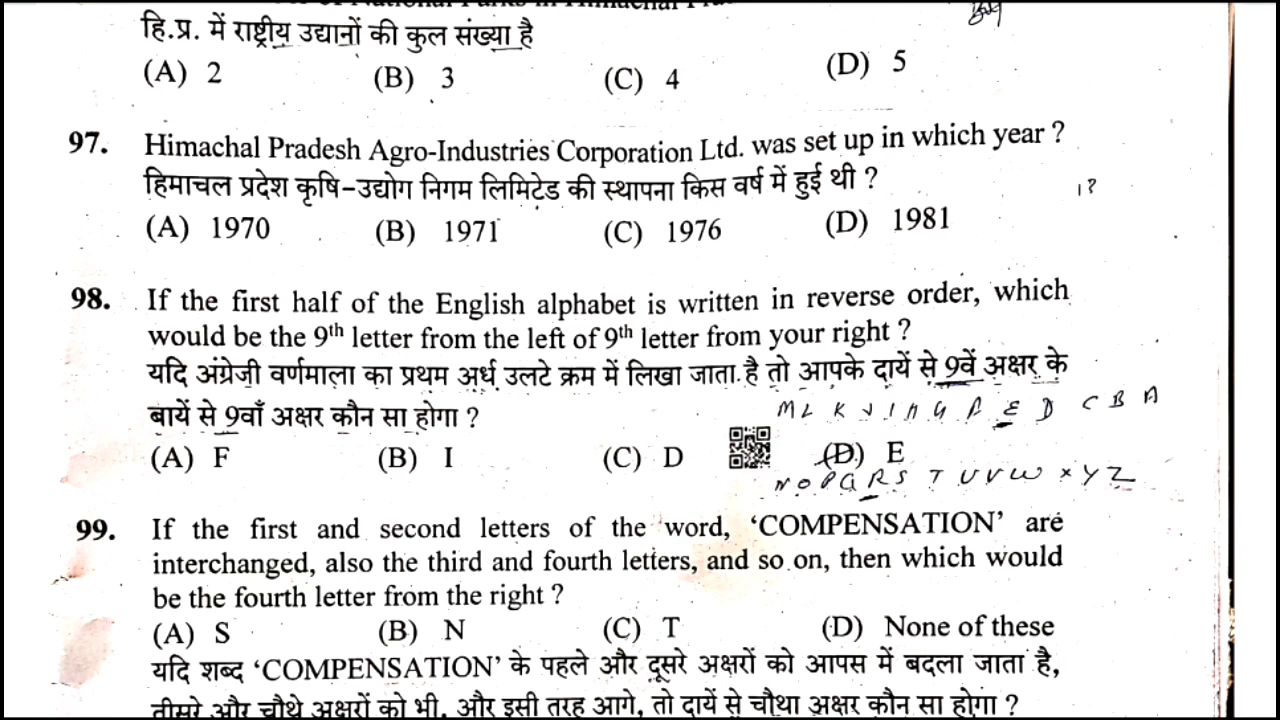 हि.प्र. में राष्ट्रीय उद्यानों की कुल संख्या है
(A) 2 (B) 3 (C) 4 (D) 5
97. Himachal Pradesh Agro-Industries Corporation Ltd. was set up in which year ?
हिमाचल प्रदेश कृषि-उद्योग निगम लिमिटेड की स्थापना किस वर्ष में हुई थी ?
(A) 1970 (B) 1971 (C) 1976 (D) 1981
98. If the first half of the English alphabet is written in reverse order, which
would be the 9th letter from the left of 9th letter from your right ?
यदि अंग्रेजी वर्णमाला का प्रथम अर्ध उलटे क्रम में लिखा जाता है तो आपके दायें से 9वें अक्षर के
बायें से 9वाँ अक्षर कौन सा होगा ?
M L K J I H G F E D C B A
(A) F (B) I (C) D (D) E
N O P Q R S T U V W X Y Z
99. If the first and second letters of the word, ‘COMPENSATION’ are
interchanged, also the third and fourth letters, and so on, then which would
be the fourth letter from the right ?
(A) S (B) N (C) T (D) None of these
यदि शब्द ‘COMPENSATION’ के पहले और दूसरे अक्षरों को आपस में बदला जाता है,
तीसरे और चौथे अक्षरों को भी, और इसी तरह आगे, तो दायें से चौथा अक्षर कौन सा होगा ?